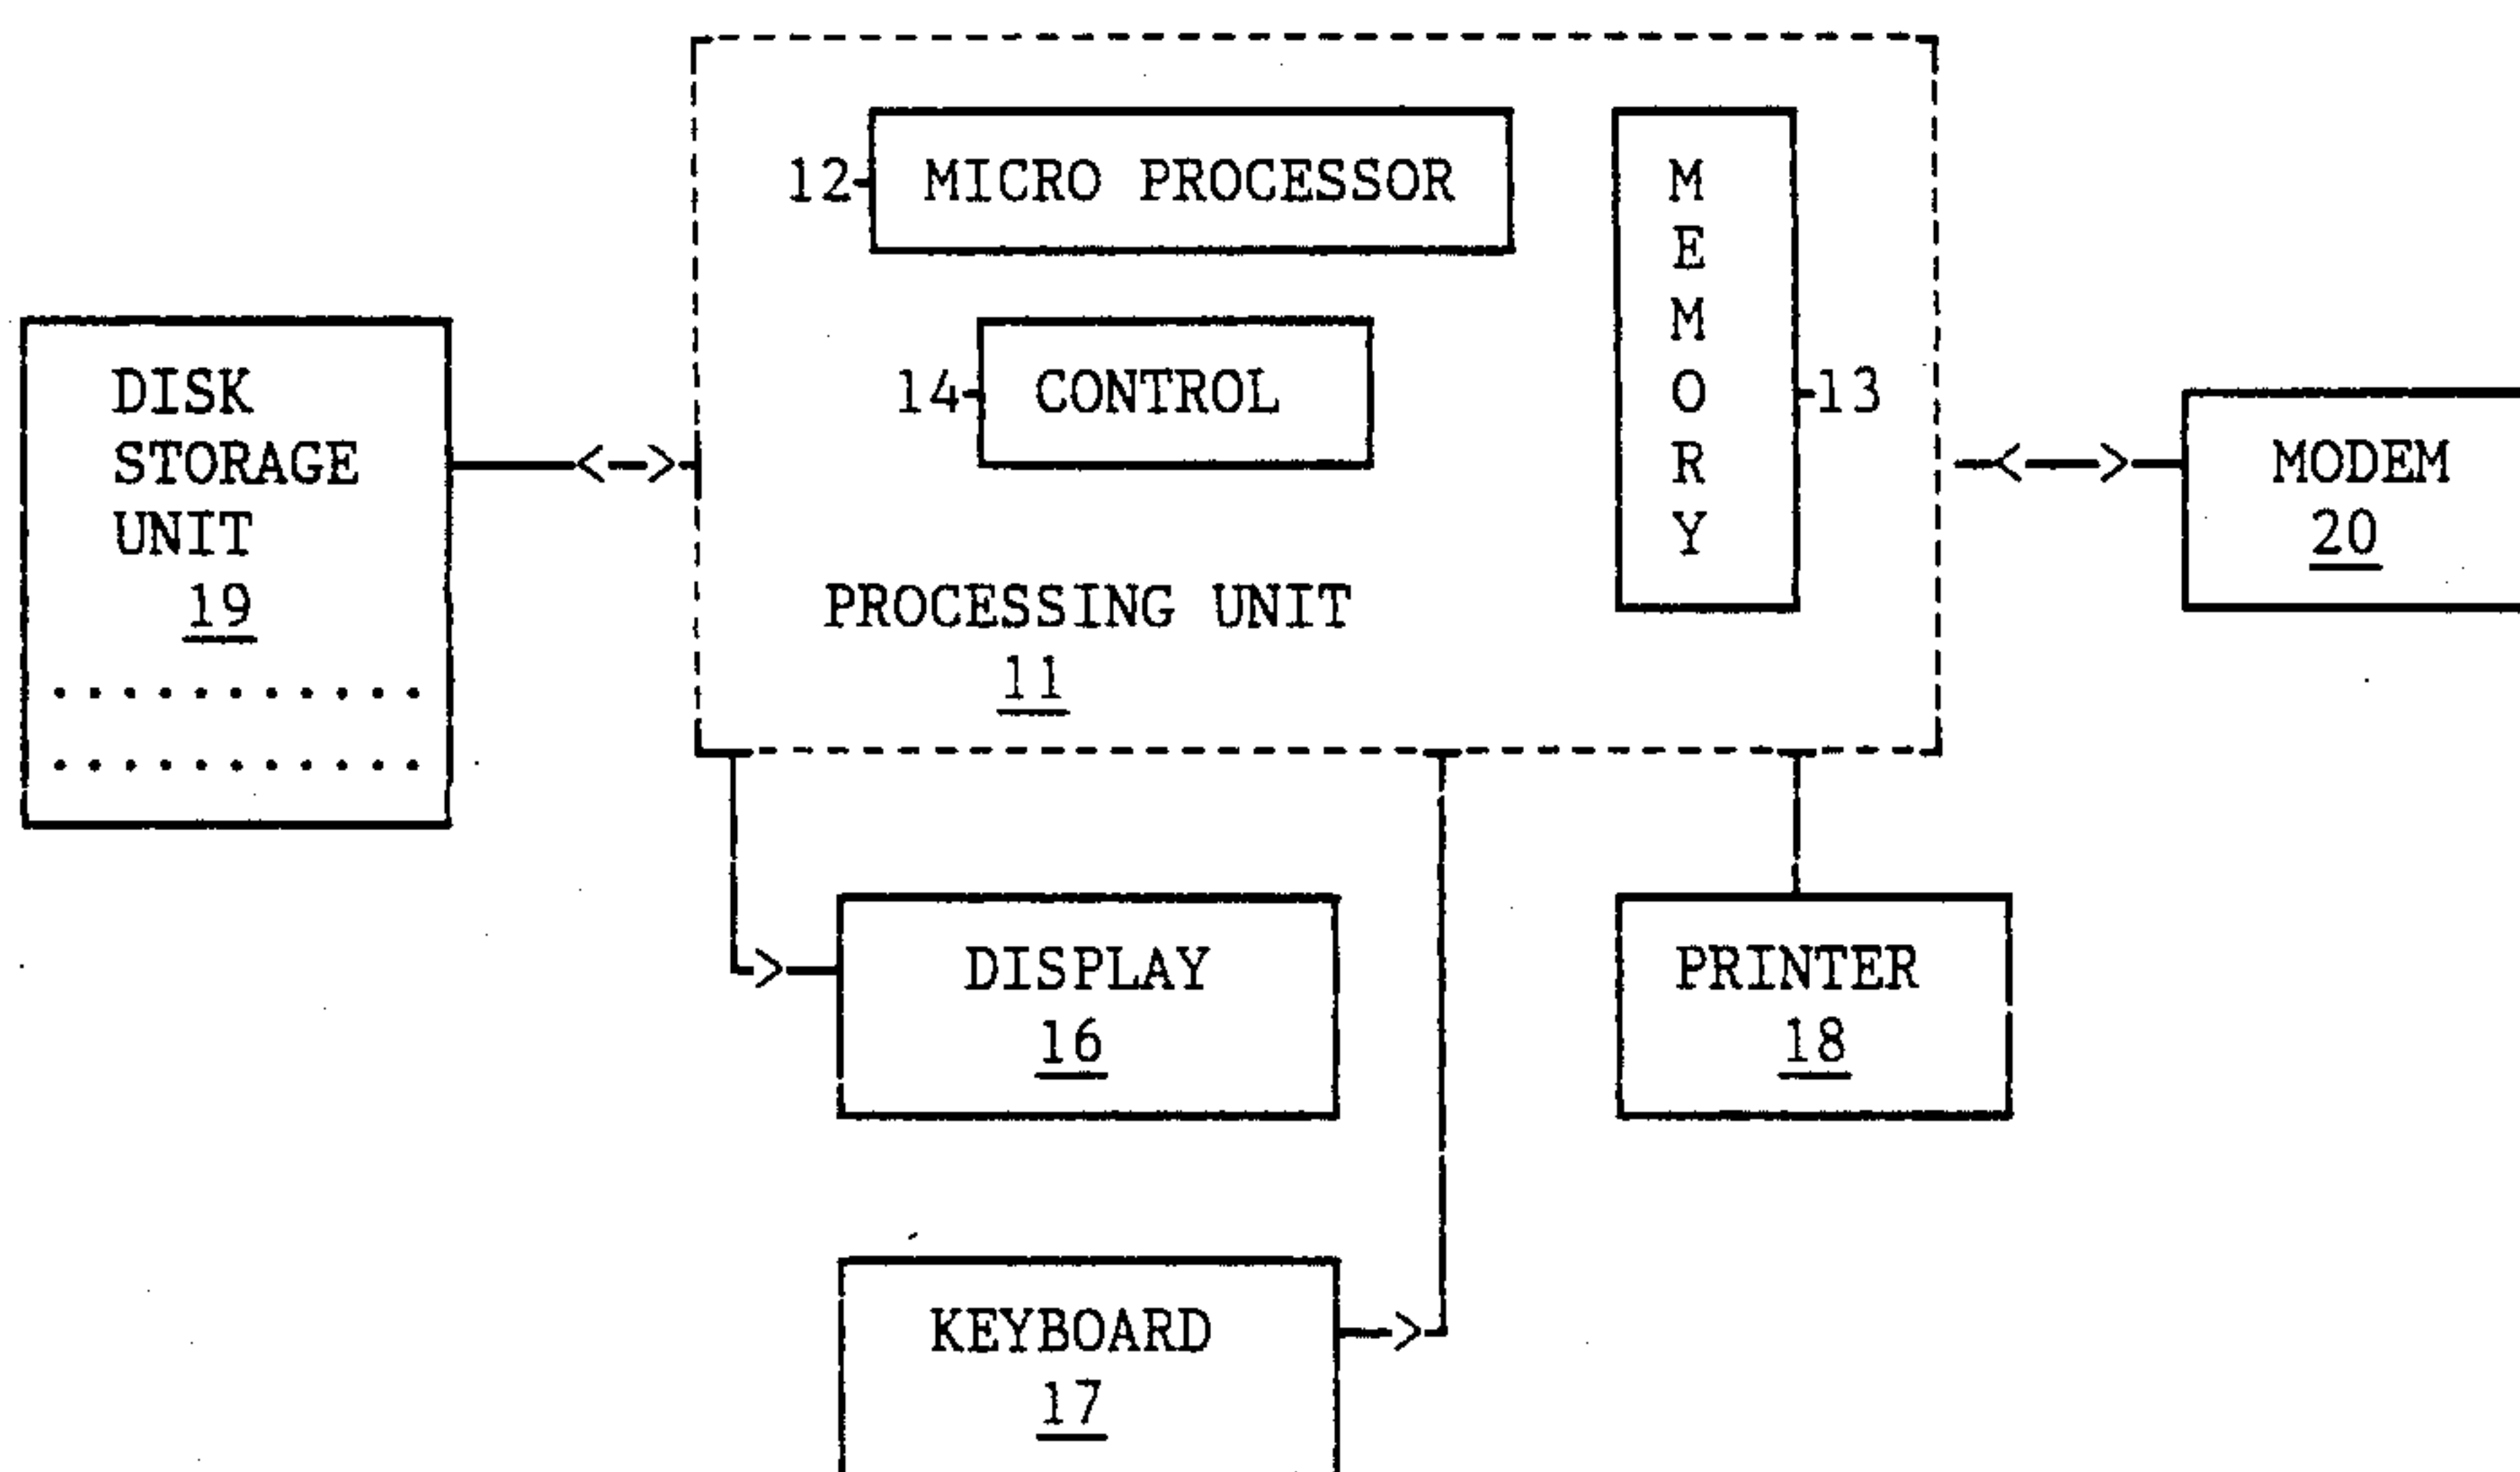 12 MICRO PROCESSOR
MEMORY
13
14 CONTROL
PROCESSING UNIT
11
DISK
STORAGE
UNIT
19
MODEM
20
DISPLAY
16
PRINTER
18
KEYBOARD
17